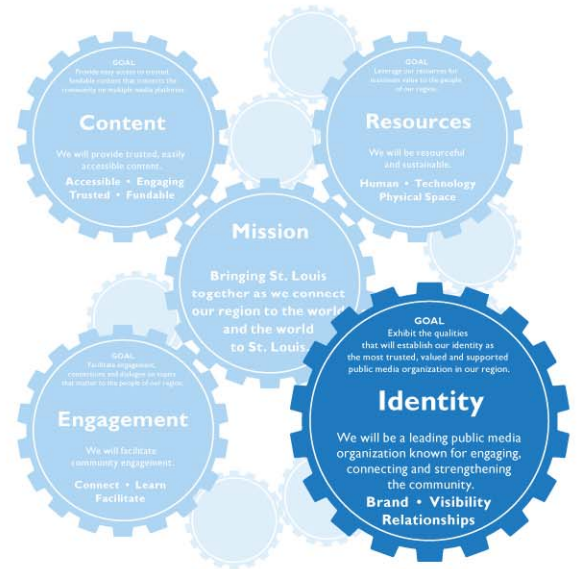 GOAL
Provide easy access to trusted,
fundable content that connects the
community on multiple media platforms.
Content
We will provide trusted, easily
accessible content.
Accessible • Engaging
Trusted • Fundable
GOAL
Leverage our resources for
maximum value to the people
of our region.
Resources
We will be resourceful
and sustainable.
Human • Technology
Physical Space
Mission
Bringing St. Louis
together as we connect
our region to the world
and the world
to St. Louis.
GOAL
Facilitate engagement,
connections and dialogue on topics
that matter to the people of our region.
Engagement
We will facilitate
community engagement.
Connect • Learn
Facilitate
GOAL
Exhibit the qualities
that will establish our identity as
the most trusted, valued and supported
public media organization in our region.
Identity
We will be a leading public media
organization known for engaging,
connecting and strengthening
the community.
Brand • Visibility
Relationships